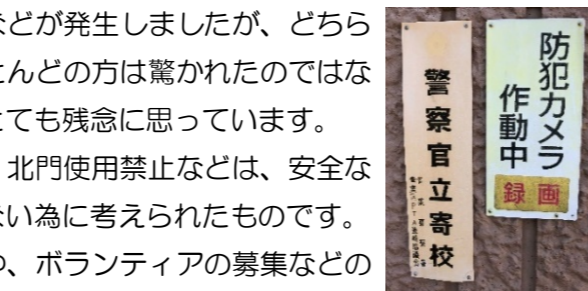 などが発生しましたが、どちら
とんどの方は驚かれたのではな
とても残念に思っています。
北門使用禁止などは、安全な
ない為に考えられたものです。
や、ボランティアの募集などの
防犯カメラ
作動中
録画
警察官立寄校